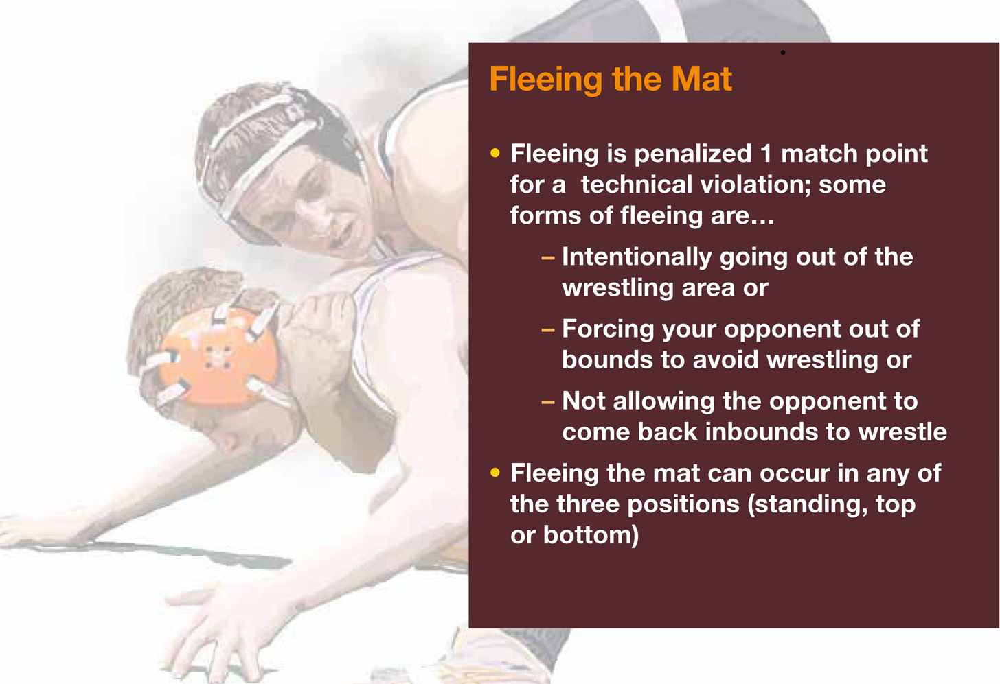 Fleeing the Mat
• Fleeing is penalized 1 match point
for a  technical violation; some
forms of fleeing are…
– Intentionally going out of the
wrestling area or
– Forcing your opponent out of
bounds to avoid wrestling or
– Not allowing the opponent to
come back inbounds to wrestle
• Fleeing the mat can occur in any of
the three positions (standing, top
or bottom)